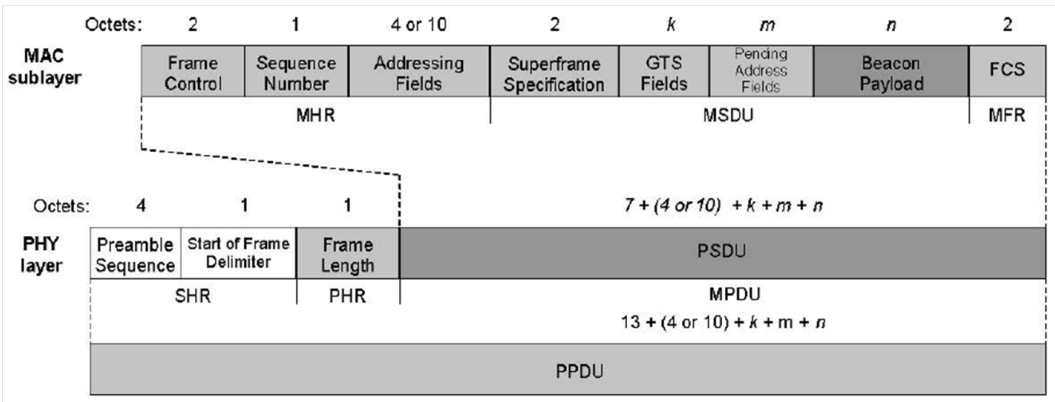 Octets: 2 1 4 or 10 2 k m n 2
MAC sublayer
Frame Control
Sequence Number
Addressing Fields
Superframe Specification
GTS Fields
Pending Address Fields
Beacon Payload
FCS
MHR MSDU MFR
Octets: 4 1 1 7 + (4 or 10) + k + m + n
PHY layer
Preamble Sequence
Start of Frame Delimiter
Frame Length
PSDU
SHR PHR MPDU
13 + (4 or 10) + k + m + n
PPDU